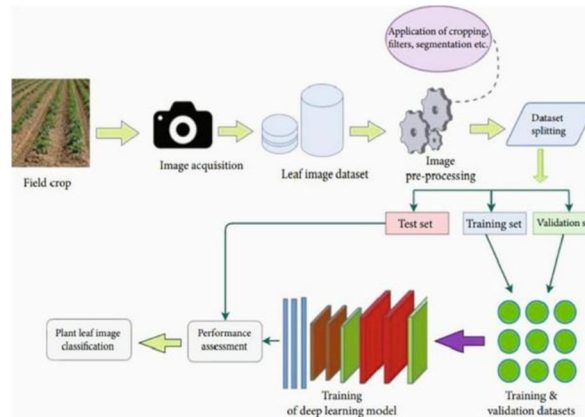 Application of cropping,
filters, segmentation etc.
Field crop
Image acquisition
Leaf image dataset
Image
pre-processing
Dataset
splitting
Test set
Training set
Validation s
Plant leaf image
classification
Performance
assessment
Training
of deep learning model
Training &
validation datasets